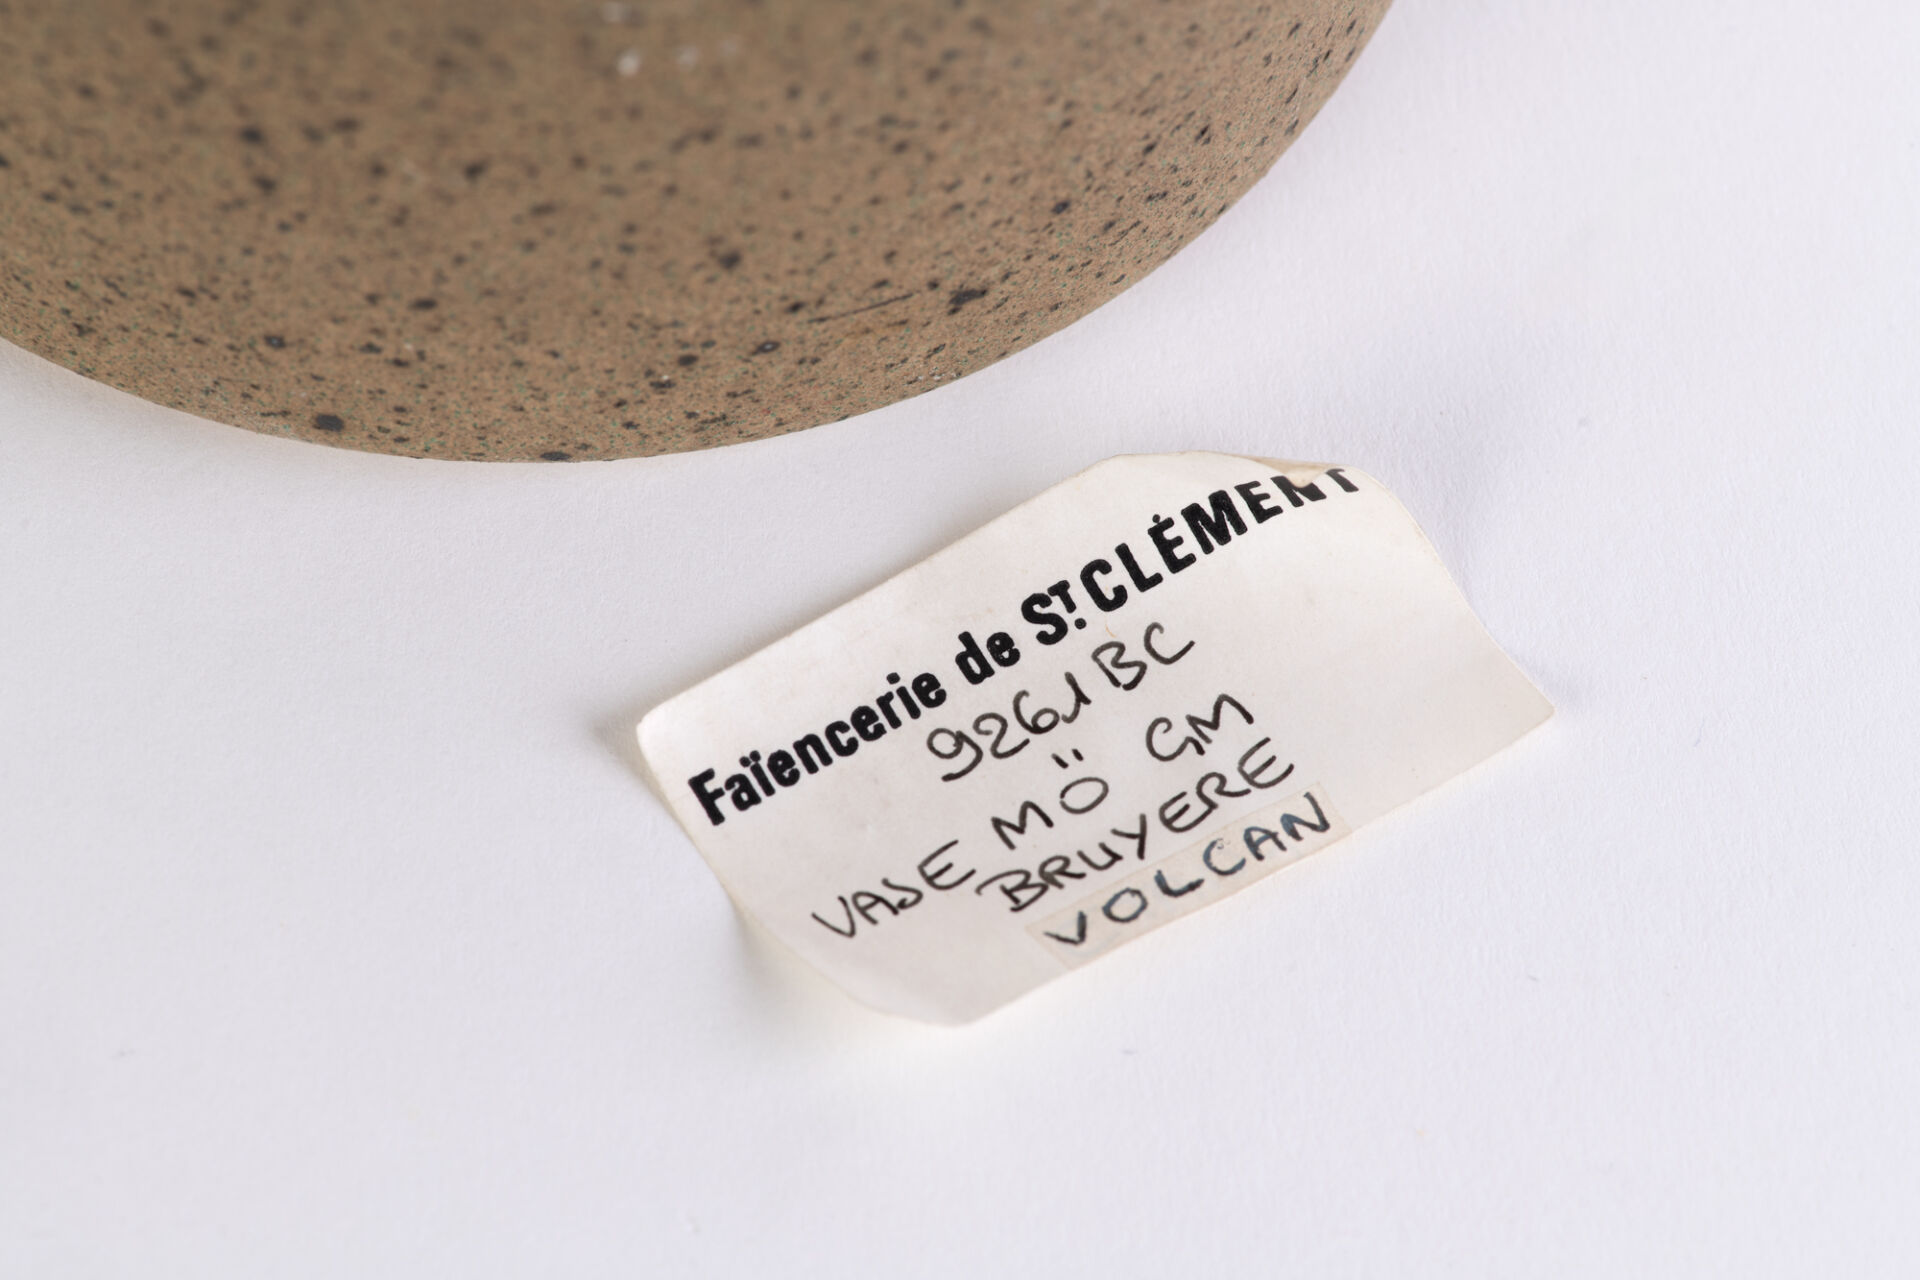 Faïencerie de St. CLÉMENT
9261 BC
VASE MÖ GM
BRUYERE
VOLCAN